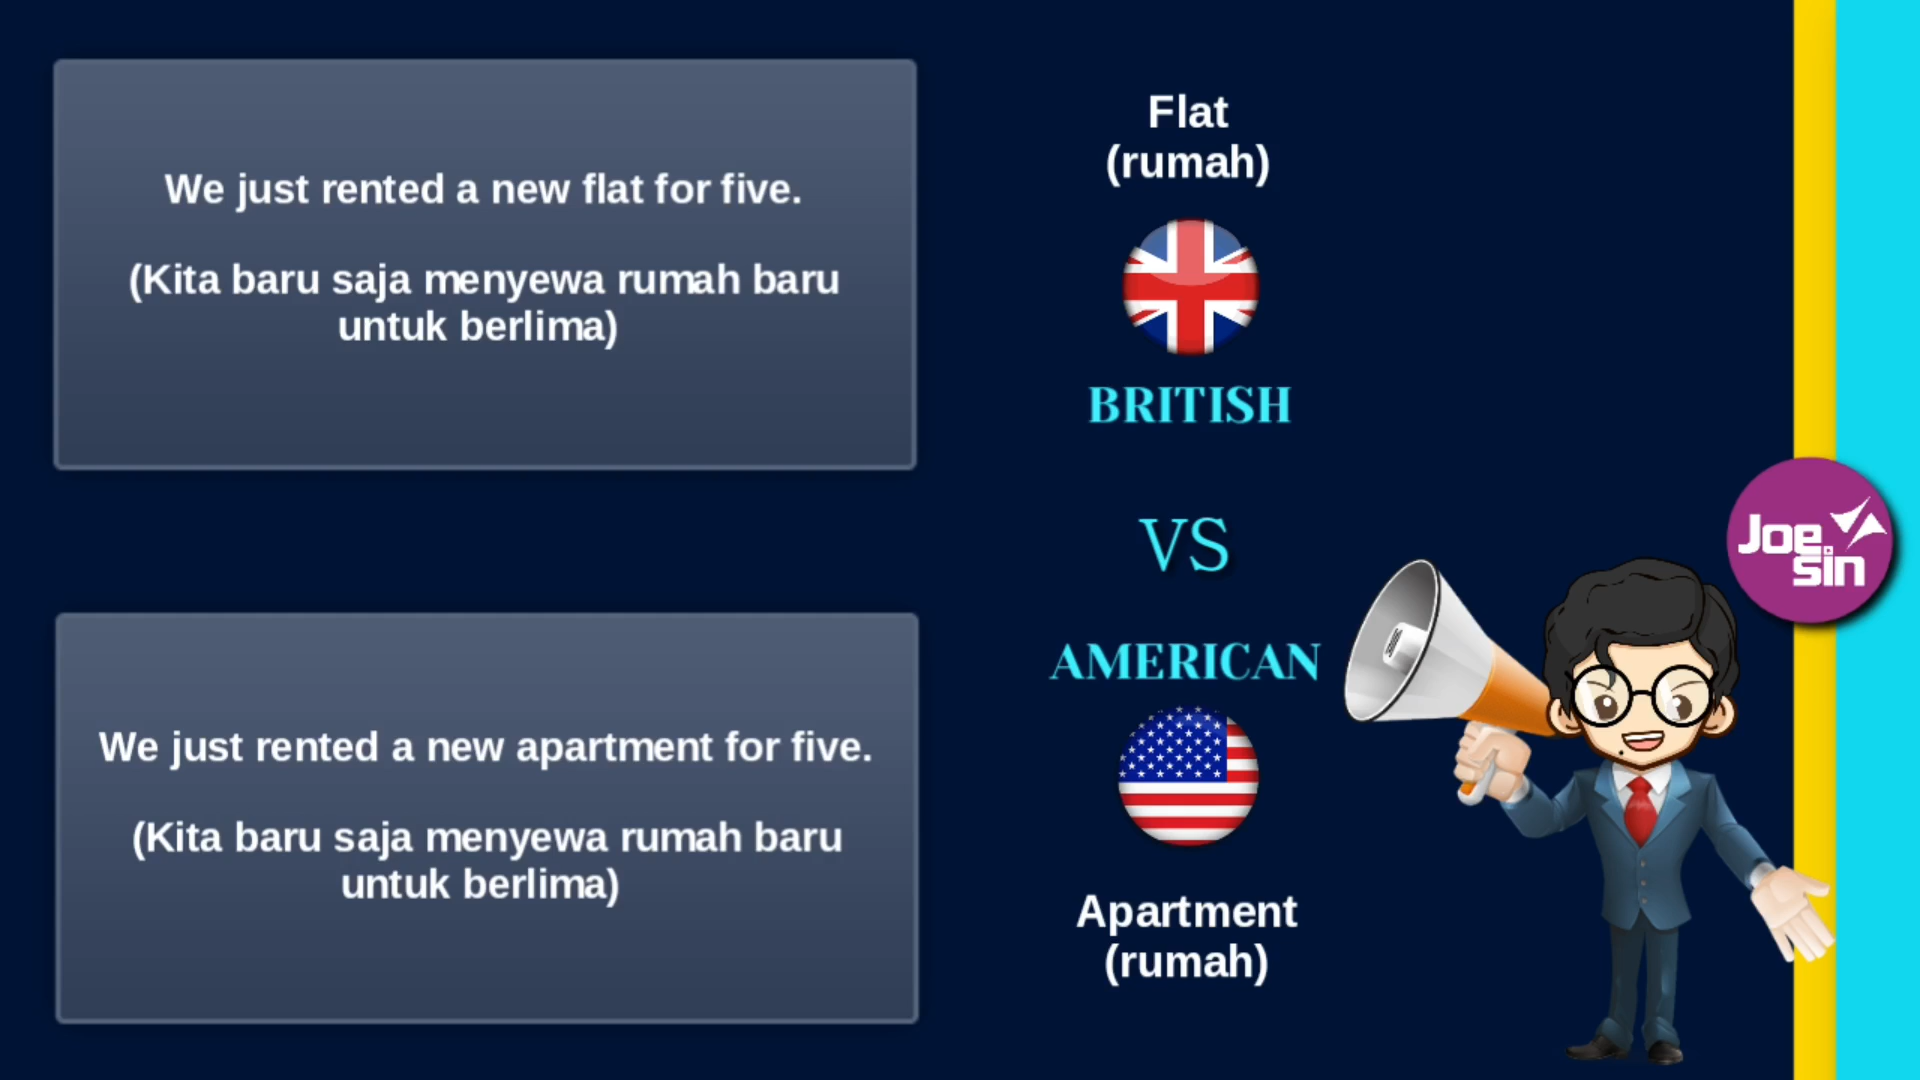 We just rented a new flat for five.
(Kita baru saja menyewa rumah baru
untuk berlima)
Flat
(rumah)
BRITISH
VS
AMERICAN
Apartment
(rumah)
We just rented a new apartment for five.
(Kita baru saja menyewa rumah baru
untuk berlima)
Joe
sin